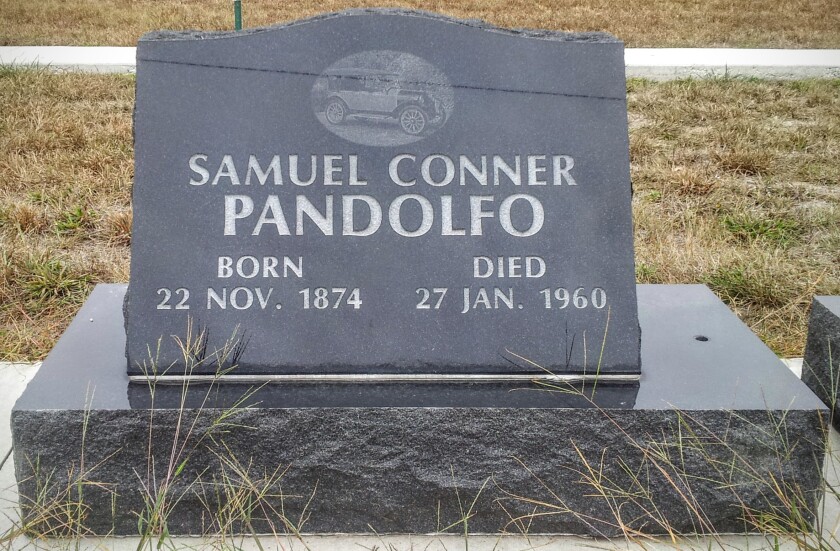 SAMUEL CONNER
PANDOLFO
BORN DIED
22 NOV. 1874 27 JAN. 1960